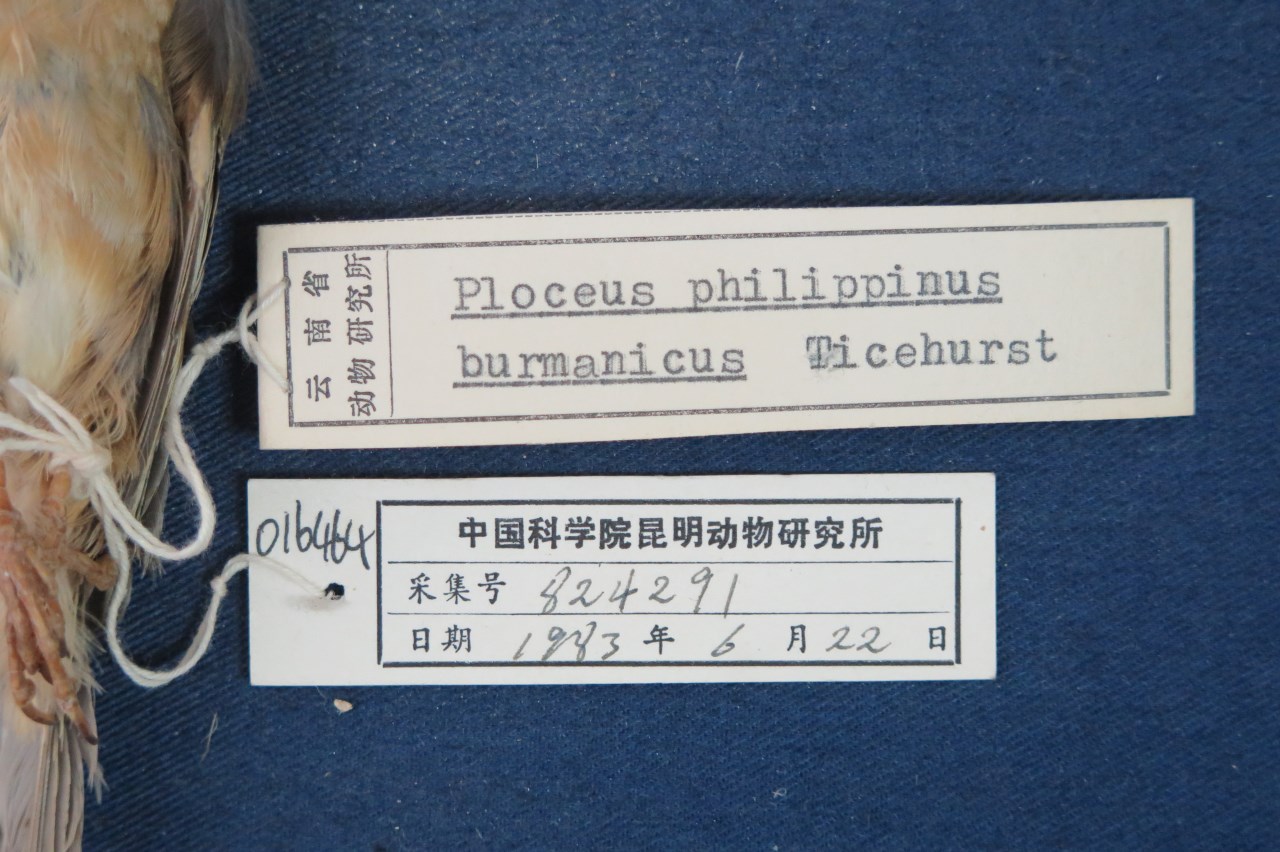 云南省
动物研究所
Ploceus philippinus
burmanicus Ticehurst
016464
中国科学院昆明动物研究所
采集号 824291
日期 1983 年 6 月 22 日